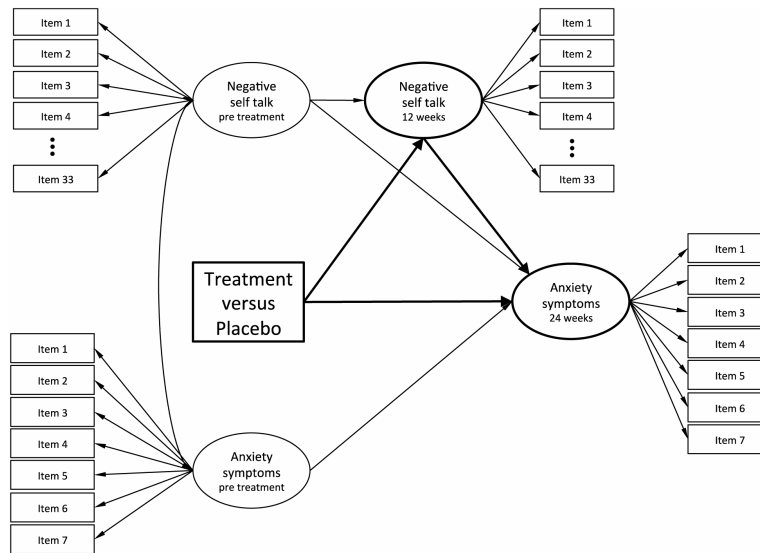 Item 1
Item 2
Item 3
Item 4
Item 33
Negative
self talk
pre treatment
Negative
self talk
12 weeks
Item 1
Item 2
Item 3
Item 4
Item 33
Treatment
versus
Placebo
Anxiety
symptoms
24 weeks
Item 1
Item 2
Item 3
Item 4
Item 5
Item 6
Item 7
Item 1
Item 2
Item 3
Item 4
Item 5
Item 6
Item 7
Anxiety
symptoms
pre treatment